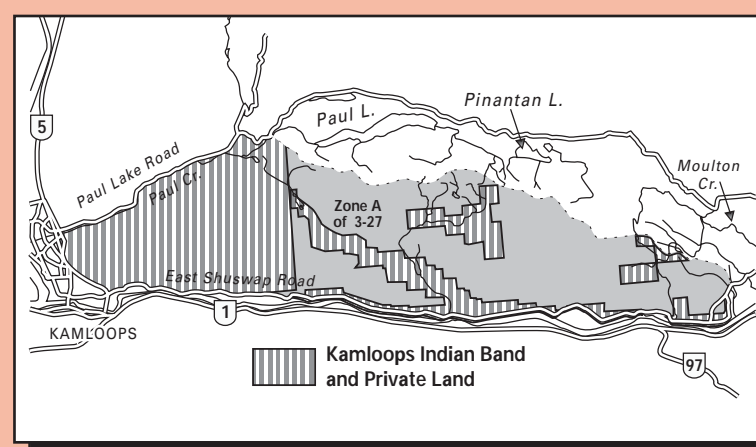 5
Paul Lake Road
Paul Cr.
Paul L.
Pinantan L.
Moulton
Cr.
Zone A
of 3-27
East Shuswap Road
1
KAMLOOPS
97
Kamloops Indian Band
and Private Land